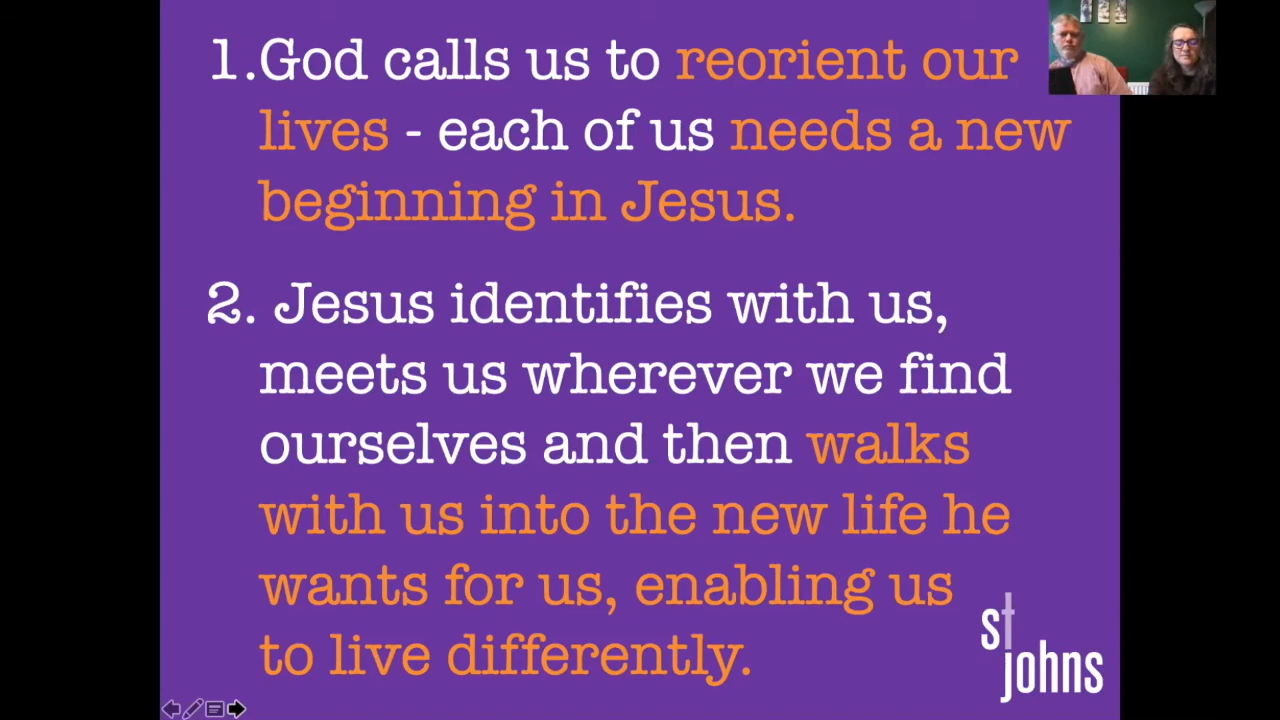 1.God calls us to reorient our
lives - each of us needs a new
beginning in Jesus.
2. Jesus identifies with us,
meets us wherever we find
ourselves and then walks
with us into the new life he
wants for us, enabling us
to live differently.
st
johns